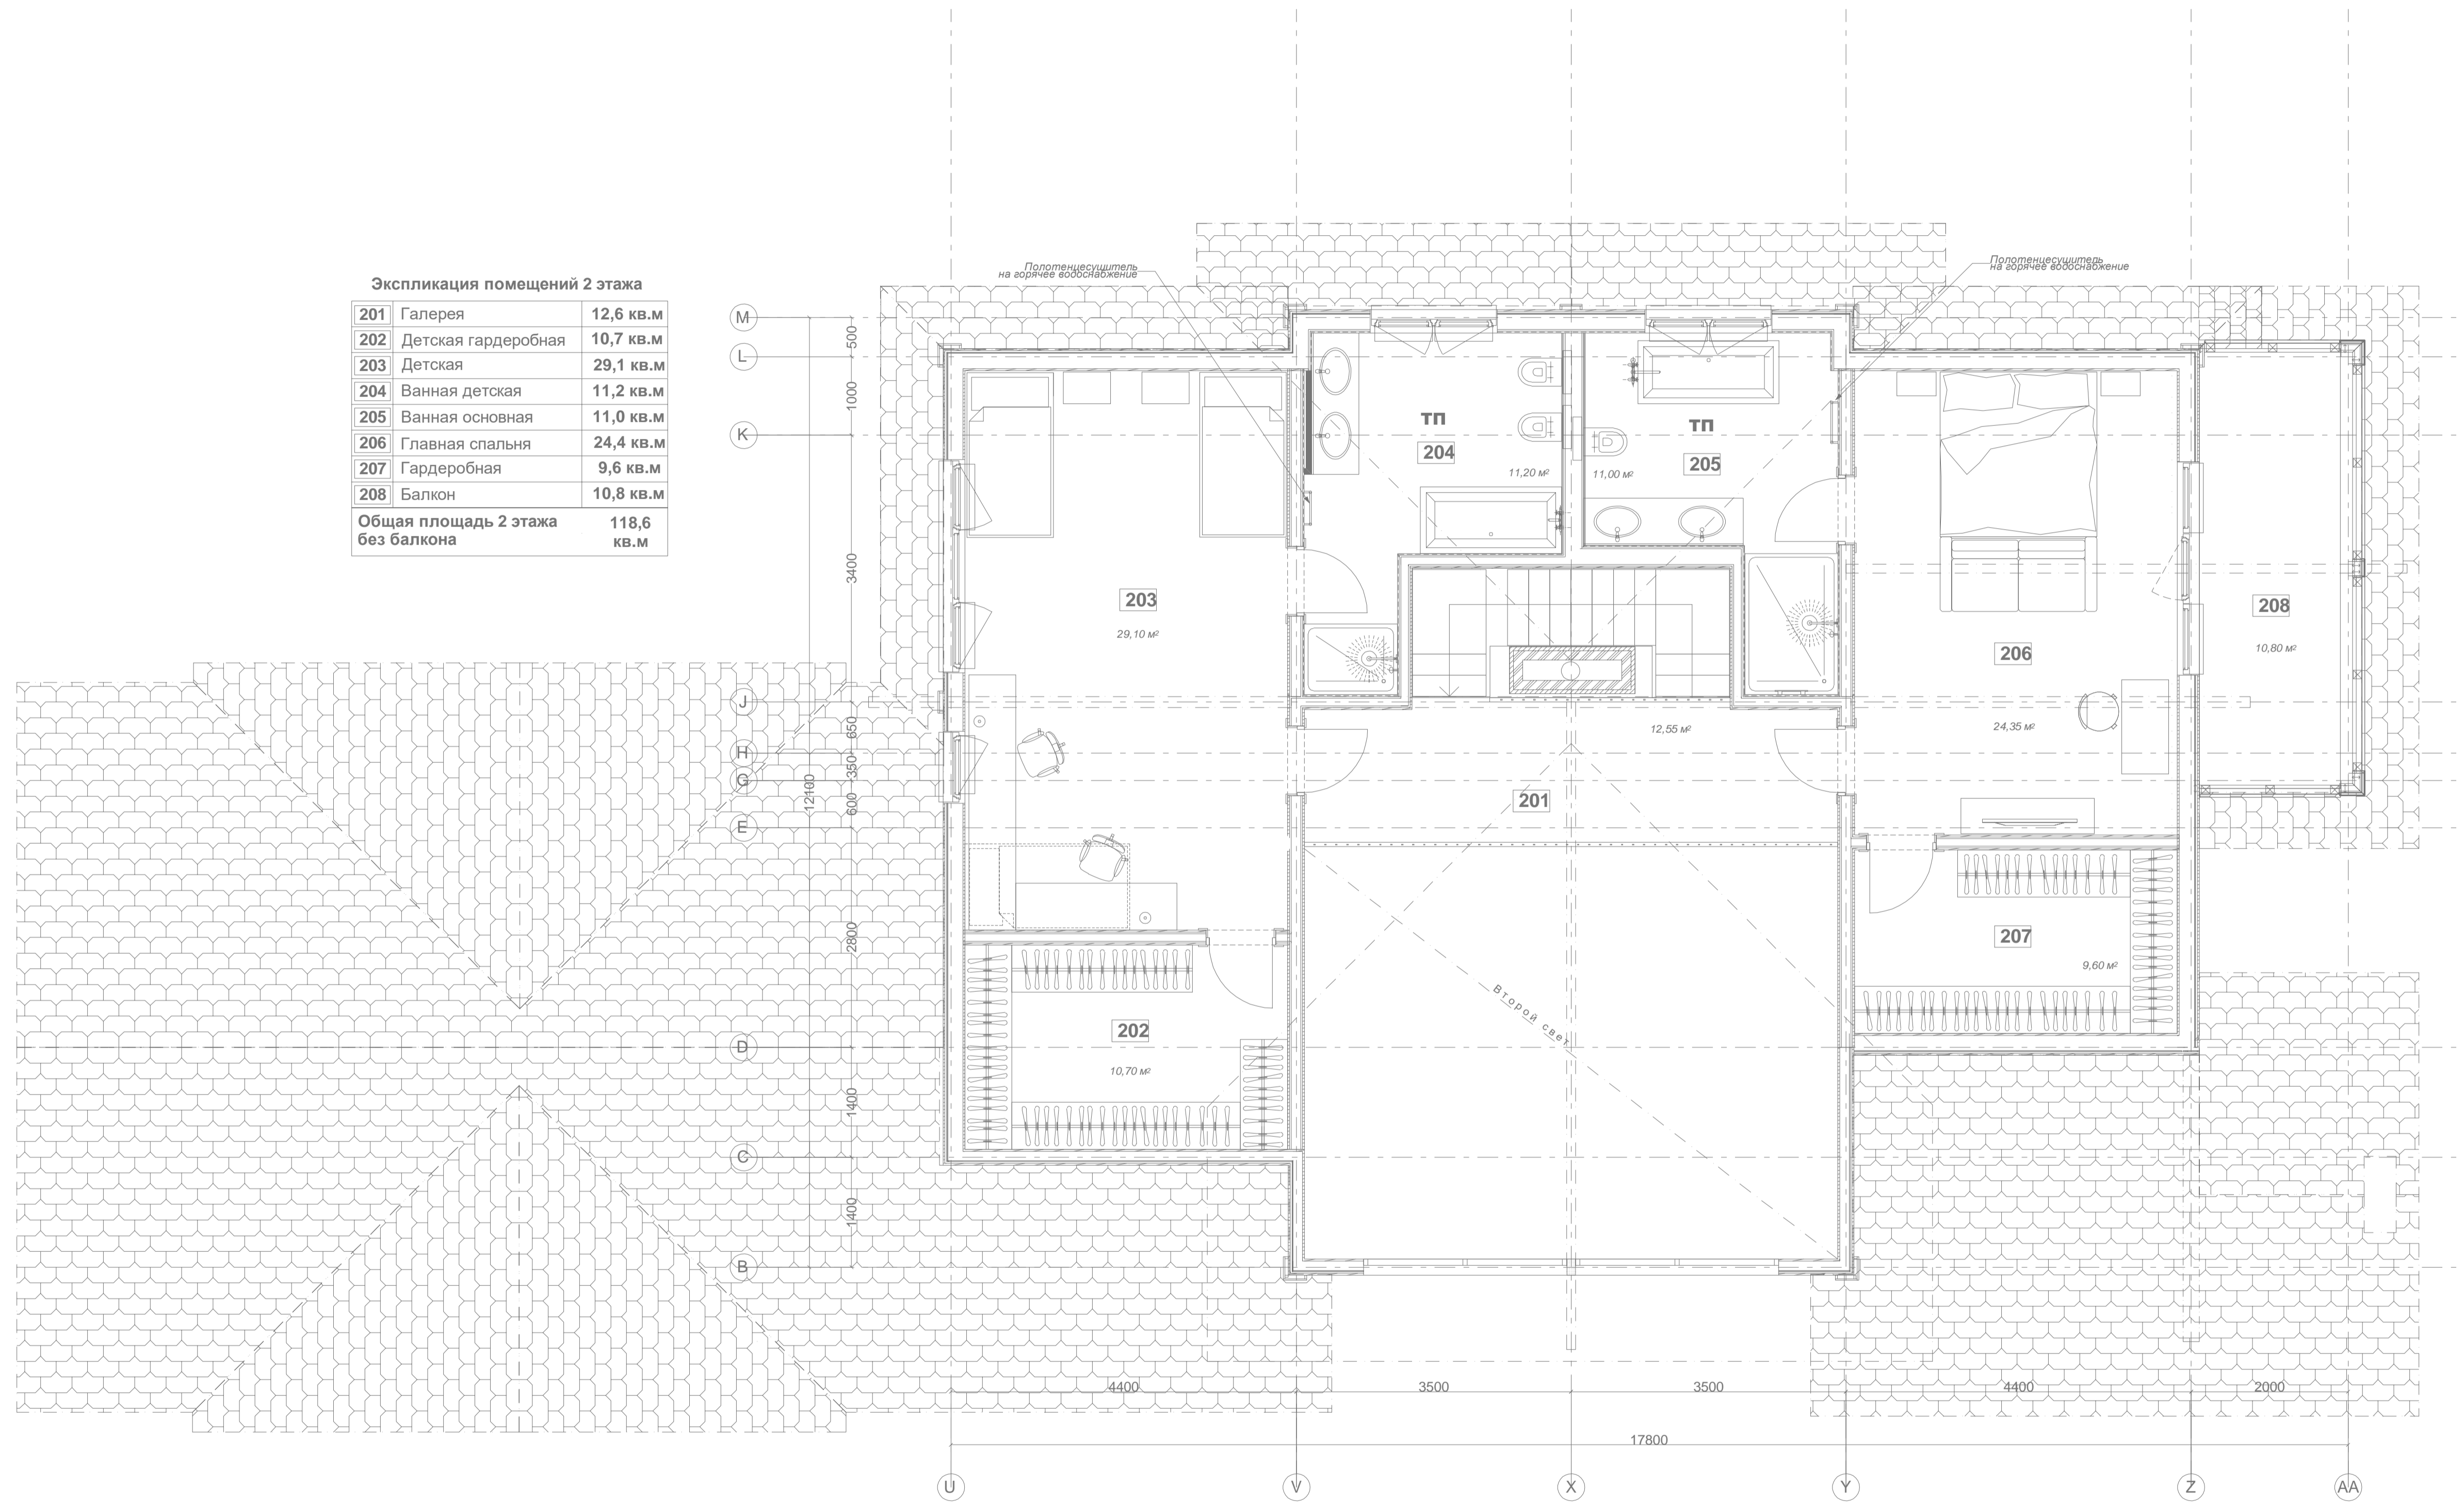 Экспликация помещений 2 этажа
201 Галерея 12,6 кв.м
202 Детская гардеробная 10,7 кв.м
203 Детская 29,1 кв.м
204 Ванная детская 11,2 кв.м
205 Ванная основная 11,0 кв.м
206 Главная спальня 24,4 кв.м
207 Гардеробная 9,6 кв.м
208 Балкон 10,8 кв.м
Общая площадь 2 этажа 118,6
без балкона кв.м
Полотенцесушитель
на горячее водоснабжение
Полотенцесушитель
на горячее водоснабжение
M
L
K
J
H
G
E
D
C
B
500
1000
3400
650
350
600
2800
1400
1400
12100
тп
204
11,20 м²
тп
205
11,00 м²
203
29,10 м²
206
24,35 м²
208
10,80 м²
12,55 м²
201
207
9,60 м²
202
10,70 м²
Второй свет
4400 3500 3500 4400 2000
17800
U V X Y Z AA